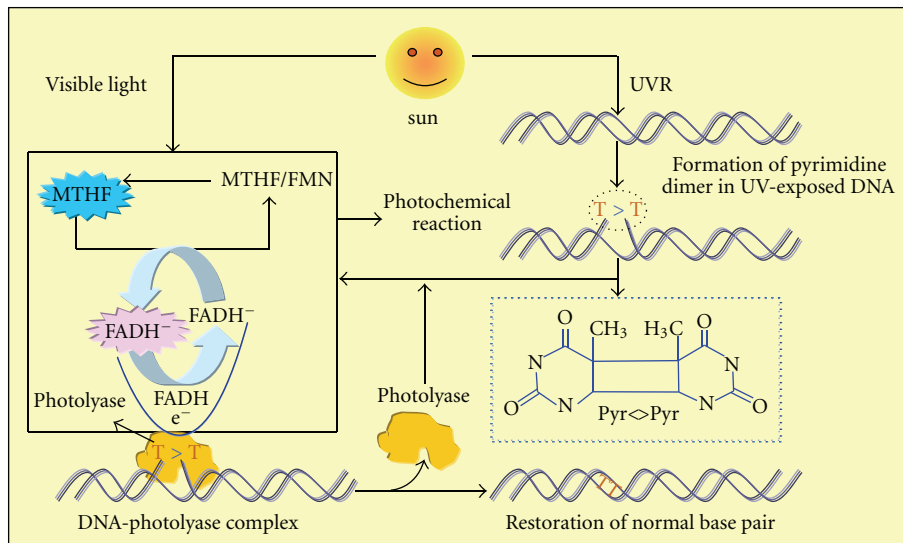 Visible light
sun
UVR
MTHF
MTHF/FMN
Photochemical
reaction
Formation of pyrimidine
dimer in UV-exposed DNA
T > T
FADH⁻
FADH⁻
FADH
e⁻
Photolyase
Photolyase
O
CH₃
H₃C
O
N
N
O
N
N
O
Pyr<>Pyr
T > T
DNA-photolyase complex
TT
Restoration of normal base pair